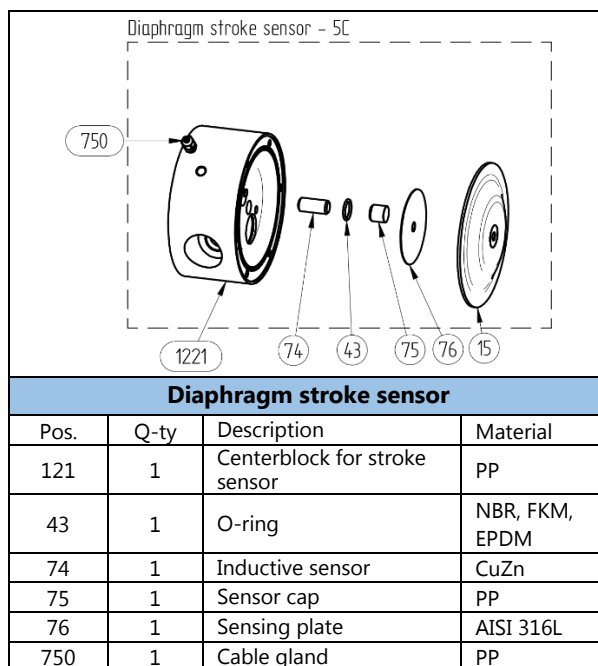 Diaphragm stroke sensor - 5C
750
1221
74
43
75
76
15
Diaphragm stroke sensor
Pos. Q-ty Description Material
121 1 Centerblock for stroke sensor PP
43 1 O-ring NBR, FKM, EPDM
74 1 Inductive sensor CuZn
75 1 Sensor cap PP
76 1 Sensing plate AISI 316L
750 1 Cable gland PP